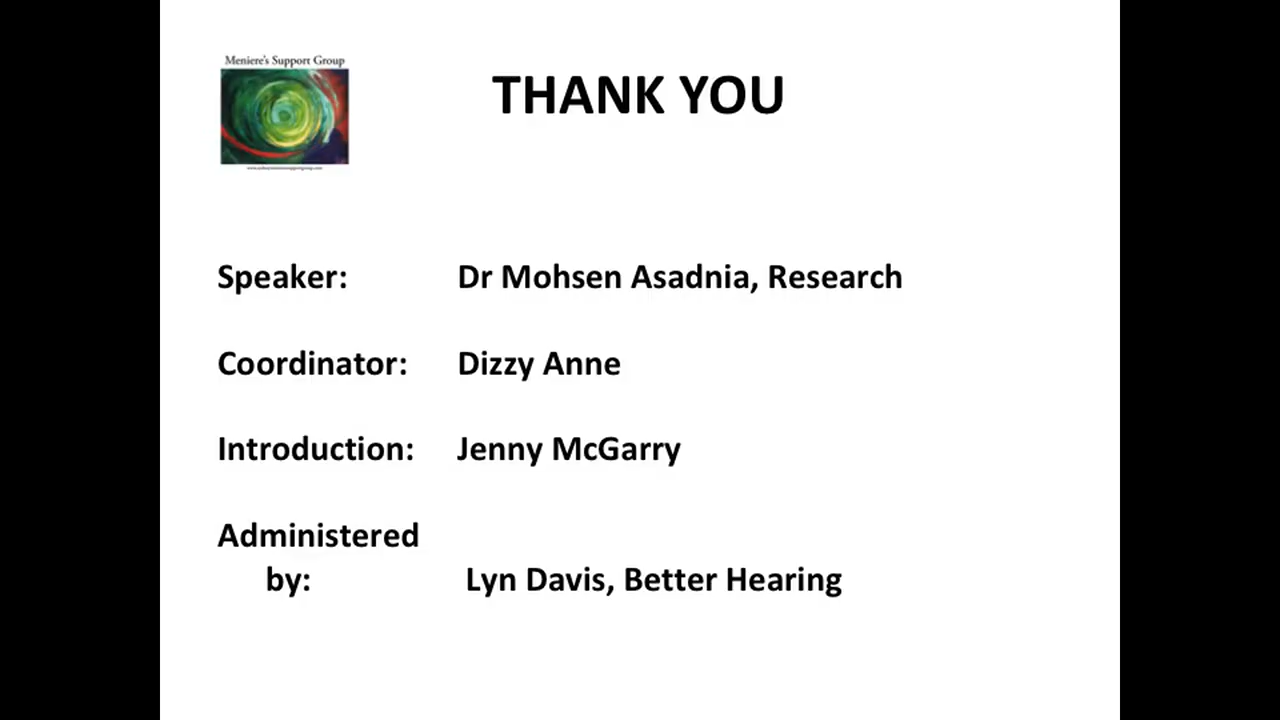 Meniere's Support Group
THANK YOU
Speaker: Dr Mohsen Asadnia, Research
Coordinator: Dizzy Anne
Introduction: Jenny McGarry
Administered
by: Lyn Davis, Better Hearing